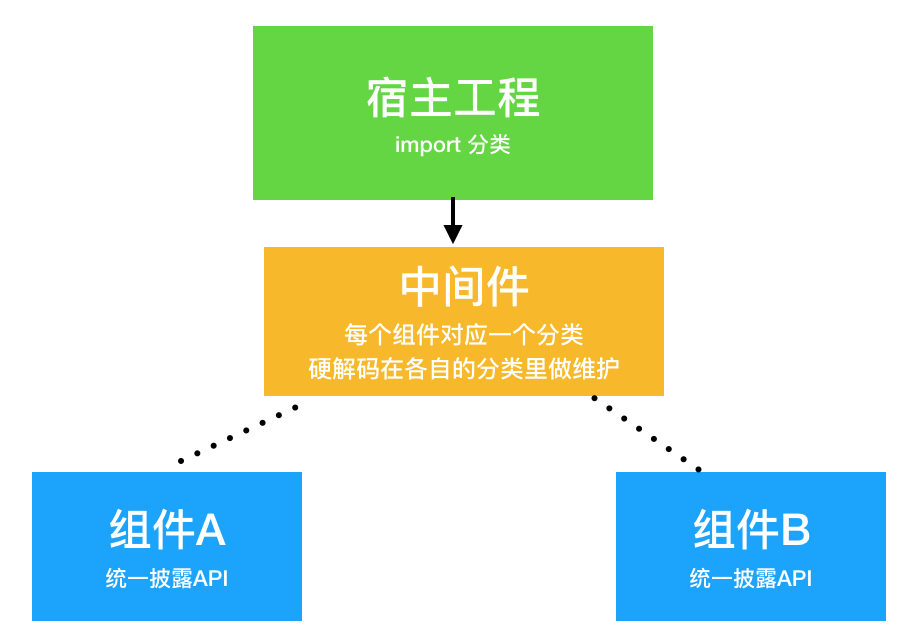 宿主工程
import 分类
中间件
每个组件对应一个分类
硬解码在各自的分类里做维护
组件A
统一披露API
组件B
统一披露API